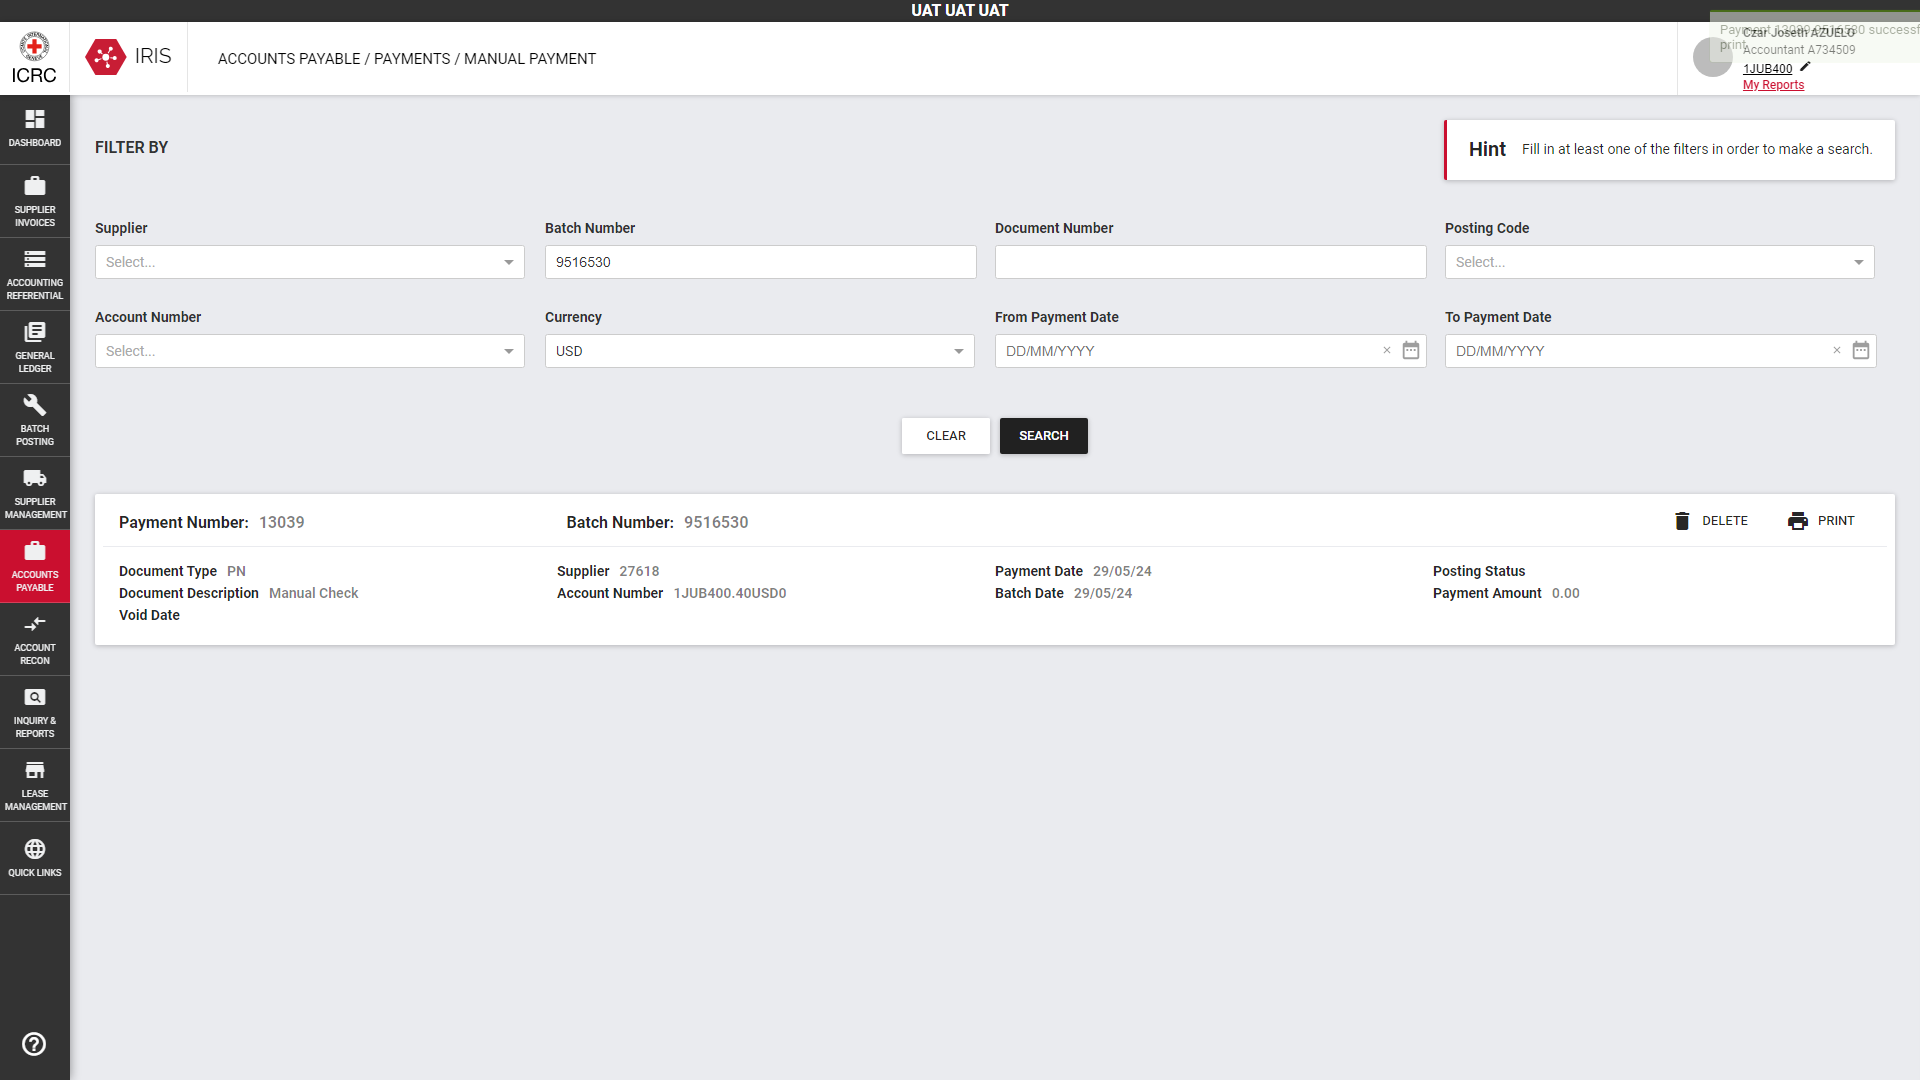 UAT UAT UAT
ICRC
IRIS
ACCOUNTS PAYABLE / PAYMENTS / MANUAL PAYMENT
Payment 13039 9516530 successf
print
Czar Joseth AZUELO
Accountant A734509
1JUB400
My Reports
DASHBOARD
SUPPLIER
INVOICES
ACCOUNTING
REFERENTIAL
GENERAL
LEDGER
BATCH
POSTING
SUPPLIER
MANAGEMENT
ACCOUNTS
PAYABLE
ACCOUNT
RECON
INQUIRY &
REPORTS
LEASE
MANAGEMENT
QUICK LINKS
FILTER BY
Hint Fill in at least one of the filters in order to make a search.
Supplier Batch Number Document Number Posting Code
Select... 9516530 Select...
Account Number Currency From Payment Date To Payment Date
Select... USD DD/MM/YYYY × DD/MM/YYYY ×
CLEAR SEARCH
Payment Number: 13039 Batch Number: 9516530 DELETE PRINT
Document Type PN Supplier 27618 Payment Date 29/05/24 Posting Status
Document Description Manual Check Account Number 1JUB400.40USD0 Batch Date 29/05/24 Payment Amount 0.00
Void Date